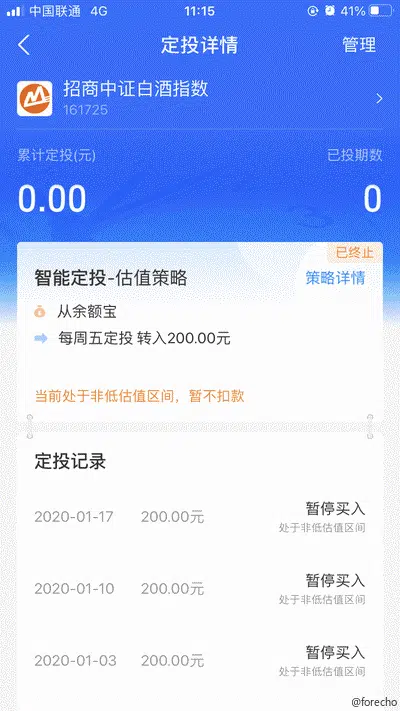 中国联通 4G 11:15 41%
定投详情 管理
招商中证白酒指数
161725
累计定投(元) 已投期数
0.00 0
已终止
智能定投-估值策略 策略详情
从余额宝
每周五定投 转入200.00元
当前处于非低估值区间，暂不扣款
定投记录
2020-01-17 200.00元 暂停买入
处于非低估值区间
2020-01-10 200.00元 暂停买入
处于非低估值区间
2020-01-03 200.00元 暂停买入
处于非低估值区间
@forecho